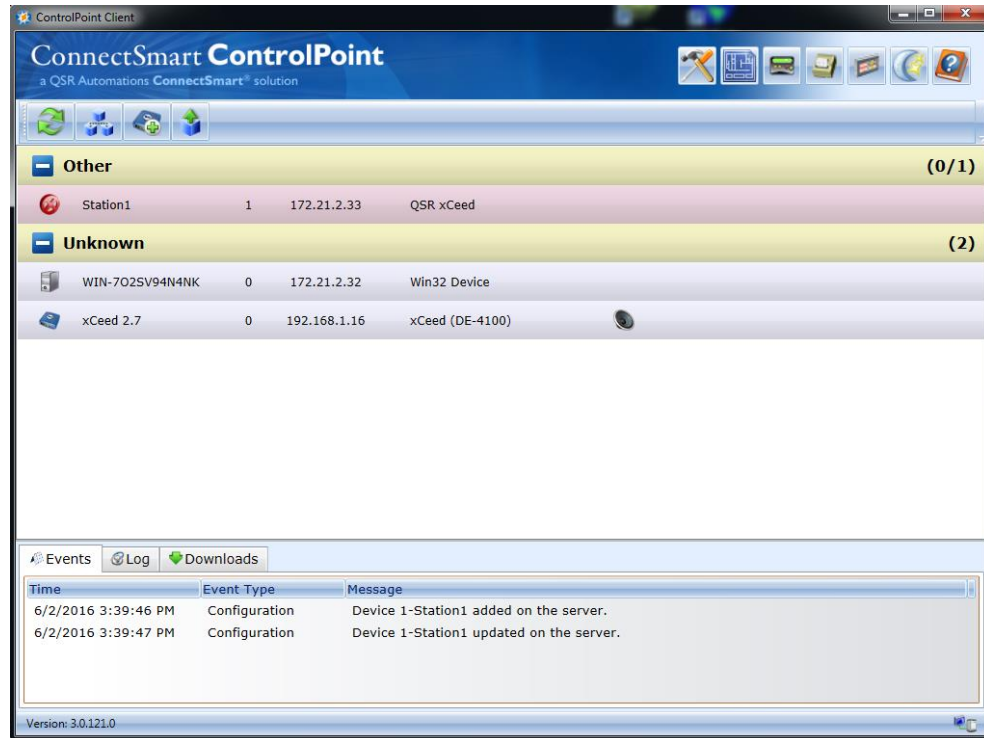 ControlPoint Client
ConnectSmart ControlPoint
a QSR Automations ConnectSmart® solution
Other (0/1)
Station1 1 172.21.2.33 QSR xCeed
Unknown (2)
WIN-7O2SV94N4NK 0 172.21.2.32 Win32 Device
xCeed 2.7 0 192.168.1.16 xCeed (DE-4100)
Events Log Downloads
Time Event Type Message
6/2/2016 3:39:46 PM Configuration Device 1-Station1 added on the server.
6/2/2016 3:39:47 PM Configuration Device 1-Station1 updated on the server.
Version: 3.0.121.0